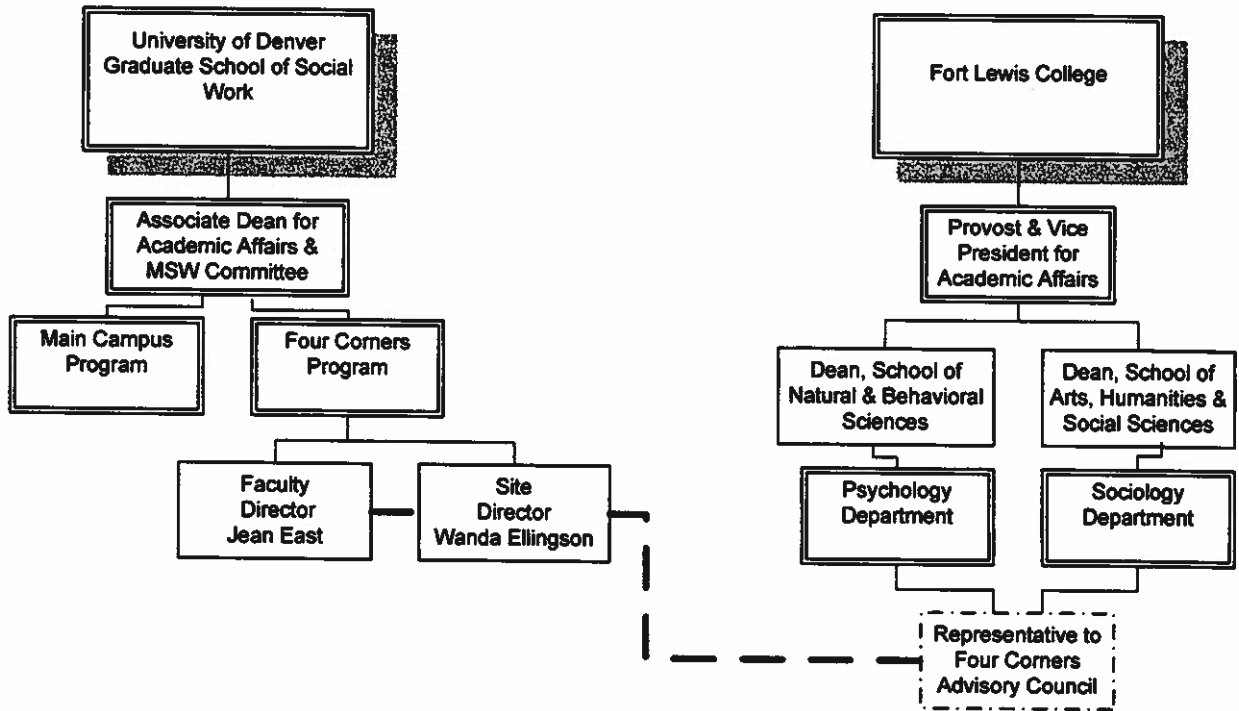 University of Denver
Graduate School of Social
Work
Fort Lewis College
Associate Dean for
Academic Affairs &
MSW Committee
Provost & Vice
President for
Academic Affairs
Main Campus
Program
Four Corners
Program
Dean, School of
Natural & Behavioral
Sciences
Dean, School of
Arts, Humanities &
Social Sciences
Faculty
Director
Jean East
Site
Director
Wanda Ellingson
Psychology
Department
Sociology
Department
Representative to
Four Corners
Advisory Council